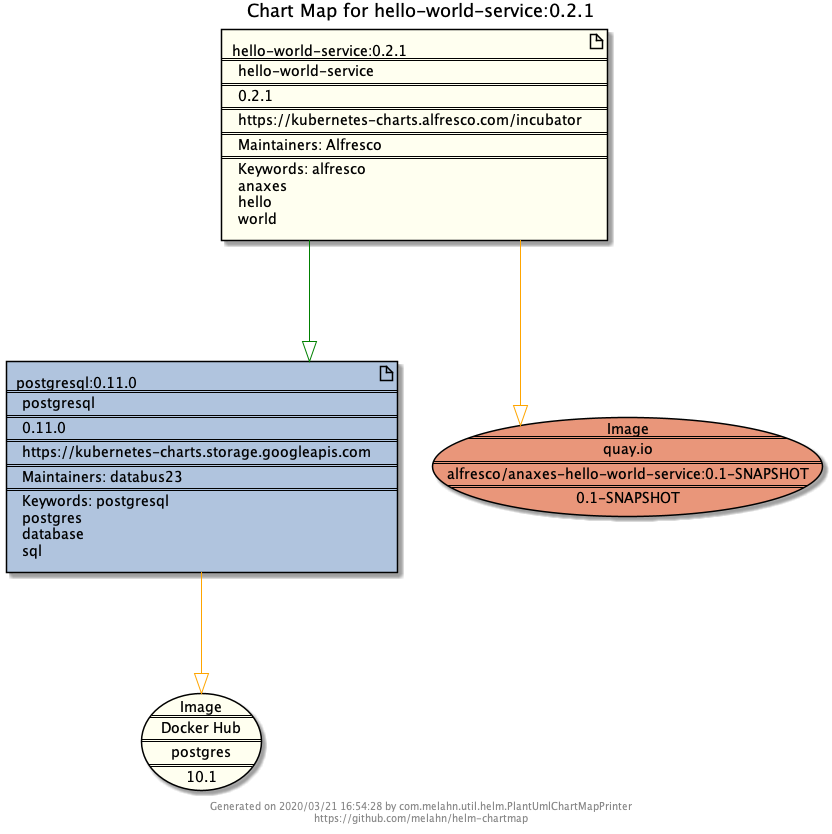 Chart Map for hello-world-service:0.2.1
hello-world-service:0.2.1
hello-world-service
0.2.1
https://kubernetes-charts.alfresco.com/incubator
Maintainers: Alfresco
Keywords: alfresco
anaxes
hello
world
postgresql:0.11.0
postgresql
0.11.0
https://kubernetes-charts.storage.googleapis.com
Maintainers: databus23
Keywords: postgresql
postgres
database
sql
Image
quay.io
alfresco/anaxes-hello-world-service:0.1-SNAPSHOT
0.1-SNAPSHOT
Image
Docker Hub
postgres
10.1
Generated on 2020/03/21 16:54:28 by com.melahn.util.helm.PlantUmlChartMapPrinter
https://github.com/melahn/helm-chartmap